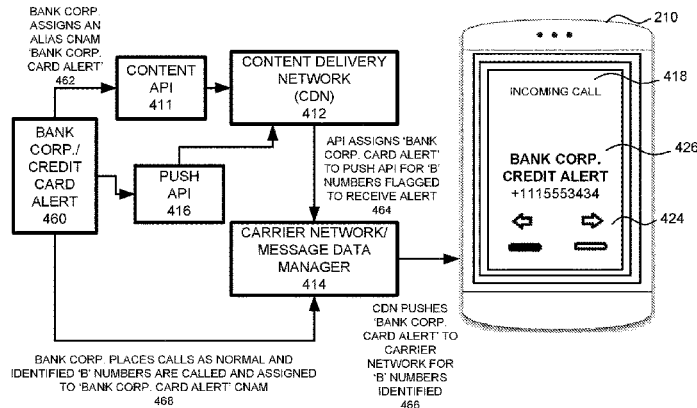 BANK CORP.
ASSIGNS AN
ALIAS CNAM
'BANK CORP.
CARD ALERT'
462
CONTENT
API
411
CONTENT DELIVERY
NETWORK
(CDN)
412
BANK
CORP./
CREDIT
CARD
ALERT
460
PUSH
API
416
API ASSIGNS 'BANK
CORP. CARD ALERT'
TO PUSH API FOR 'B'
NUMBERS FLAGGED
TO RECEIVE ALERT
464
CARRIER NETWORK/
MESSAGE DATA
MANAGER
414
BANK CORP. PLACES CALLS AS NORMAL AND
IDENTIFIED 'B' NUMBERS ARE CALLED AND ASSIGNED
TO 'BANK CORP. CARD ALERT' CNAM
468
CDN PUSHES
'BANK CORP.
CARD ALERT' TO
CARRIER
NETWORK FOR
'B' NUMBERS
IDENTIFIED
466
210
418
INCOMING CALL
426
BANK CORP.
CREDIT ALERT
+1115553434
424